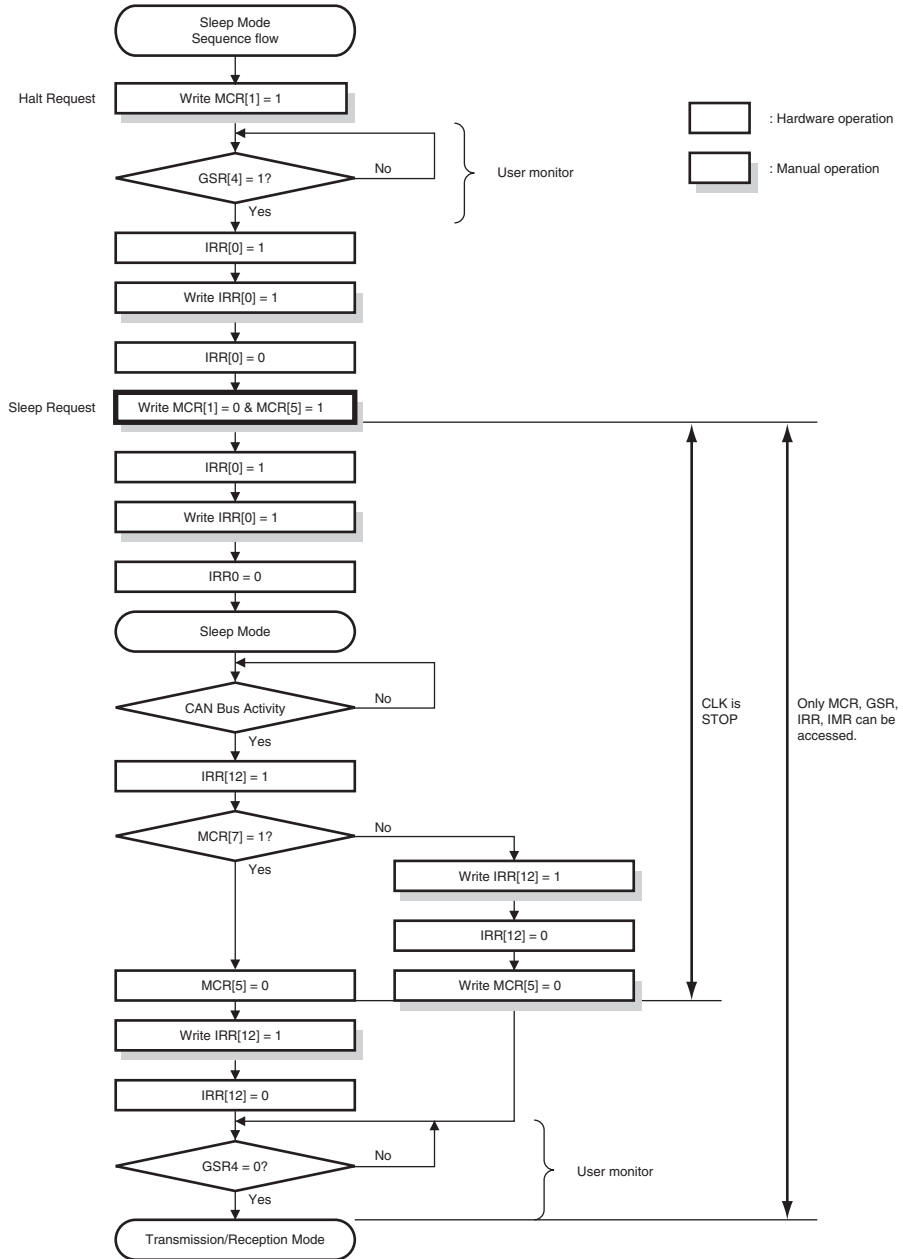 Sleep Mode
Sequence flow
Halt Request
Write MCR[1] = 1
: Hardware operation
GSR[4] = 1?
No
User monitor
: Manual operation
Yes
IRR[0] = 1
Write IRR[0] = 1
IRR[0] = 0
Sleep Request
Write MCR[1] = 0 & MCR[5] = 1
IRR[0] = 1
Write IRR[0] = 1
IRR0 = 0
Sleep Mode
CAN Bus Activity
No
CLK is
STOP
Only MCR, GSR,
IRR, IMR can be
accessed.
Yes
IRR[12] = 1
MCR[7] = 1?
No
Yes
Write IRR[12] = 1
IRR[12] = 0
MCR[5] = 0
Write MCR[5] = 0
Write IRR[12] = 1
IRR[12] = 0
GSR4 = 0?
No
User monitor
Yes
Transmission/Reception Mode